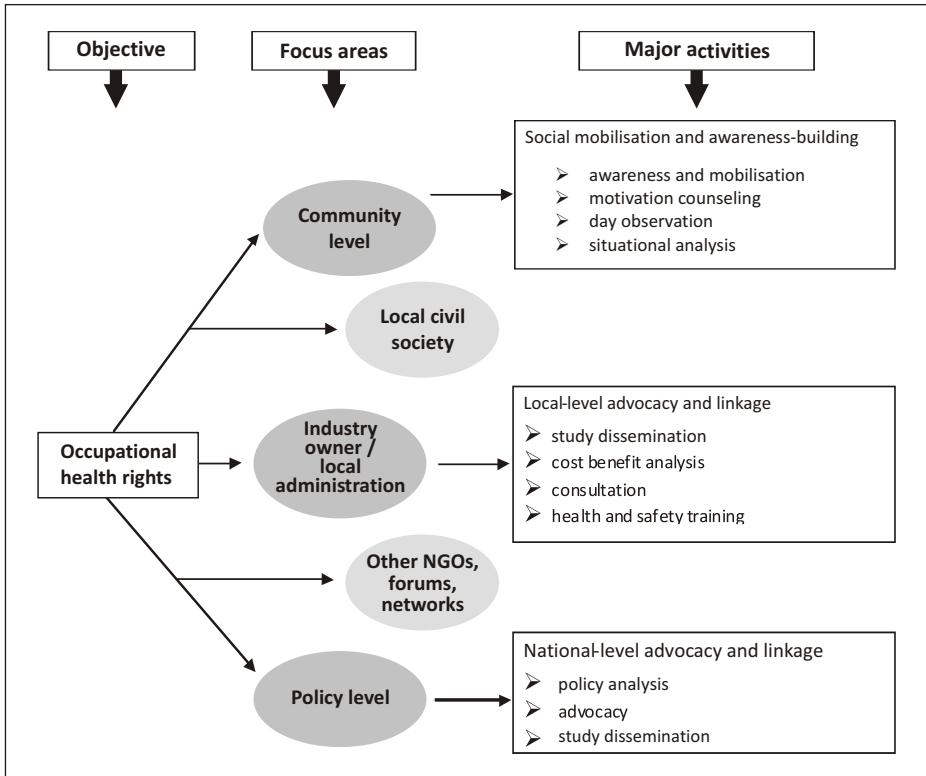 Objective
Focus areas
Major activities
Social mobilisation and awareness-building
➢ awareness and mobilisation
➢ motivation counseling
➢ day observation
➢ situational analysis
Community
level
Local civil
society
Local-level advocacy and linkage
➢ study dissemination
➢ cost benefit analysis
➢ consultation
➢ health and safety training
Industry
owner /
local
administration
Occupational
health rights
Other NGOs,
forums,
networks
National-level advocacy and linkage
➢ policy analysis
➢ advocacy
➢ study dissemination
Policy level